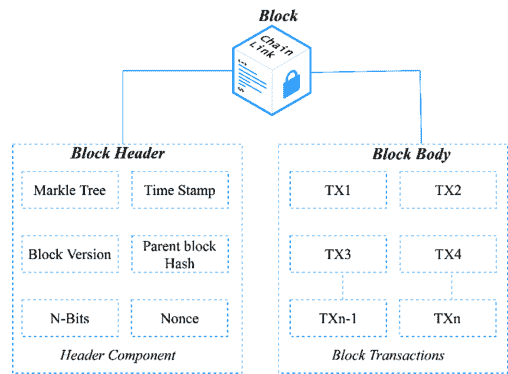 Block
Chain
Link
Block Header
Markle Tree
Time Stamp
Block Version
Parent block
Hash
N-Bits
Nonce
Header Component
Block Body
TX1
TX2
TX3
TX4
TXn-1
TXn
Block Transactions